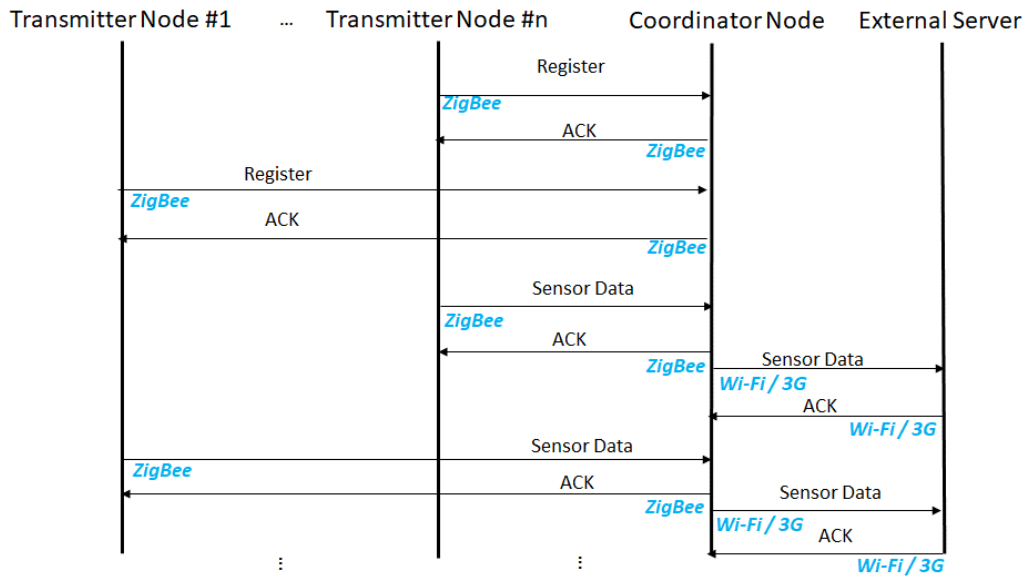 Transmitter Node #1 ... Transmitter Node #n Coordinator Node External Server
Register
ZigBee
ACK
ZigBee
Register
ZigBee
ACK
ZigBee
Sensor Data
ZigBee
ACK
ZigBee
Sensor Data
Wi-Fi / 3G
ACK
Wi-Fi / 3G
Sensor Data
ZigBee
ACK
ZigBee
Sensor Data
Wi-Fi / 3G
ACK
Wi-Fi / 3G
⋮ ⋮